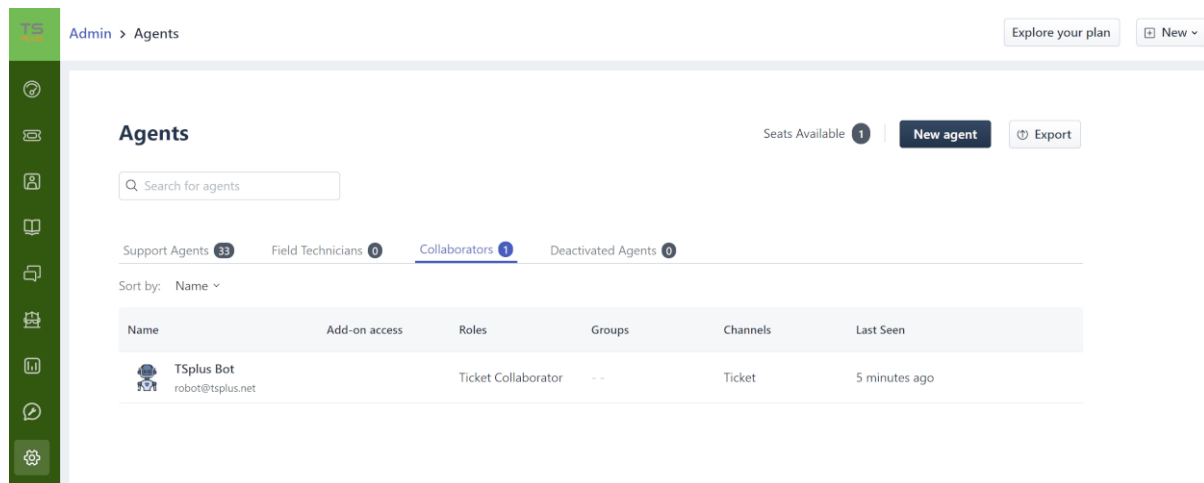 TS
PLUS
Admin > Agents
Explore your plan
New
Agents
Seats Available 1
New agent
Export
Search for agents
Support Agents 33
Field Technicians 0
Collaborators 1
Deactivated Agents 0
Sort by: Name
Name Add-on access Roles Groups Channels Last Seen
TSplus Bot
robot@tsplus.net
Ticket Collaborator -- Ticket 5 minutes ago